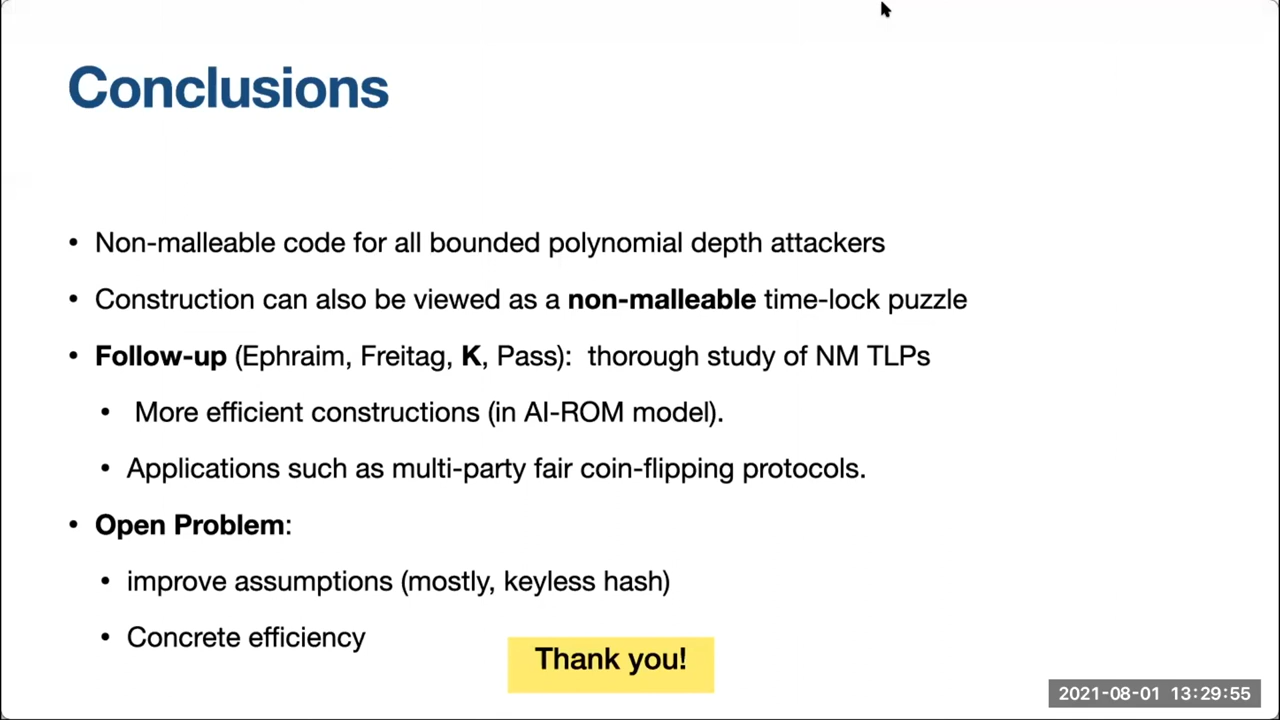 Conclusions
• Non-malleable code for all bounded polynomial depth attackers
• Construction can also be viewed as a non-malleable time-lock puzzle
• Follow-up (Ephraim, Freitag, K, Pass): thorough study of NM TLPs
• More efficient constructions (in AI-ROM model).
• Applications such as multi-party fair coin-flipping protocols.
• Open Problem:
• improve assumptions (mostly, keyless hash)
• Concrete efficiency
Thank you!
2021-08-01 13:29:55